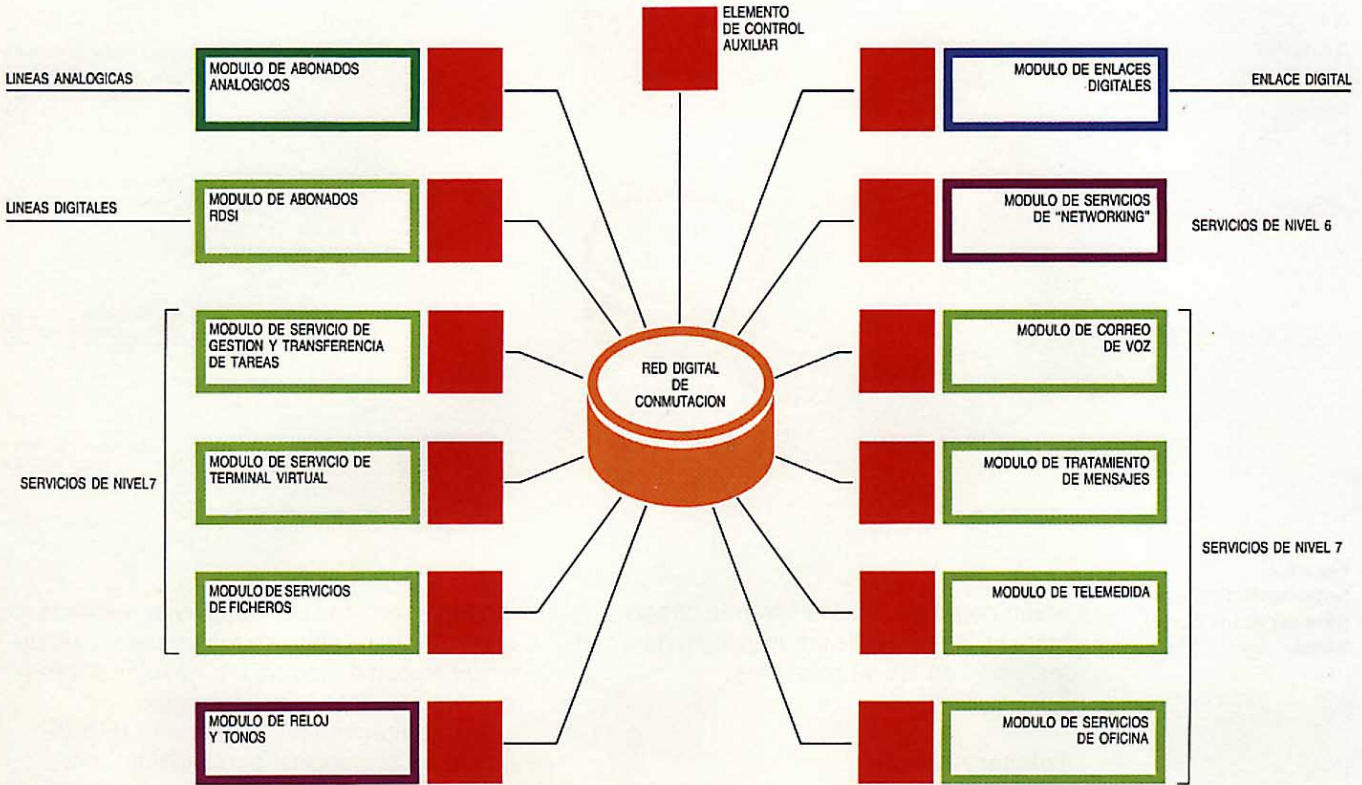 ELEMENTO
DE CONTROL
AUXILIAR
LINEAS ANALOGICAS
MODULO DE ABONADOS
ANALOGICOS
MODULO DE ENLACES
DIGITALES
ENLACE DIGITAL
LINEAS DIGITALES
MODULO DE ABONADOS
RDSI
MODULO DE SERVICIOS
DE "NETWORKING"
SERVICIOS DE NIVEL 6
MODULO DE SERVICIO DE
GESTION Y TRANSFERENCIA
DE TAREAS
RED DIGITAL
DE
CONMUTACION
MODULO DE CORREO
DE VOZ
SERVICIOS DE NIVEL7
MODULO DE SERVICIO DE
TERMINAL VIRTUAL
MODULO DE TRATAMIENTO
DE MENSAJES
SERVICIOS DE NIVEL 7
MODULO DE SERVICIOS
DE FICHEROS
MODULO DE TELEMEDIDA
MODULO DE RELOJ
Y TONOS
MODULO DE SERVICIOS
DE OFICINA